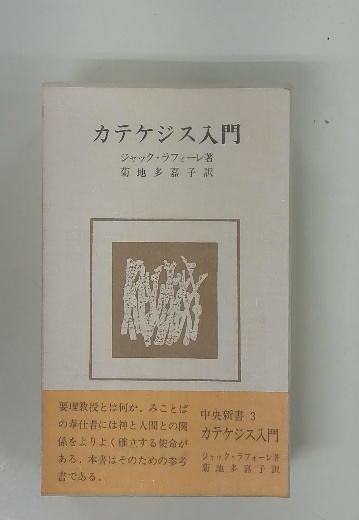 カテケジス入門
ジャック・ラフォーレ著
菊地多嘉子訳
要理教授とは何か。みことば
の奉仕者には神と人間との関
係をよりよく確立する使命が
ある。本書はそのための参考
書である。
中央新書 3
カテケジス入門
ジャック・ラフォーレ著
菊地多嘉子訳